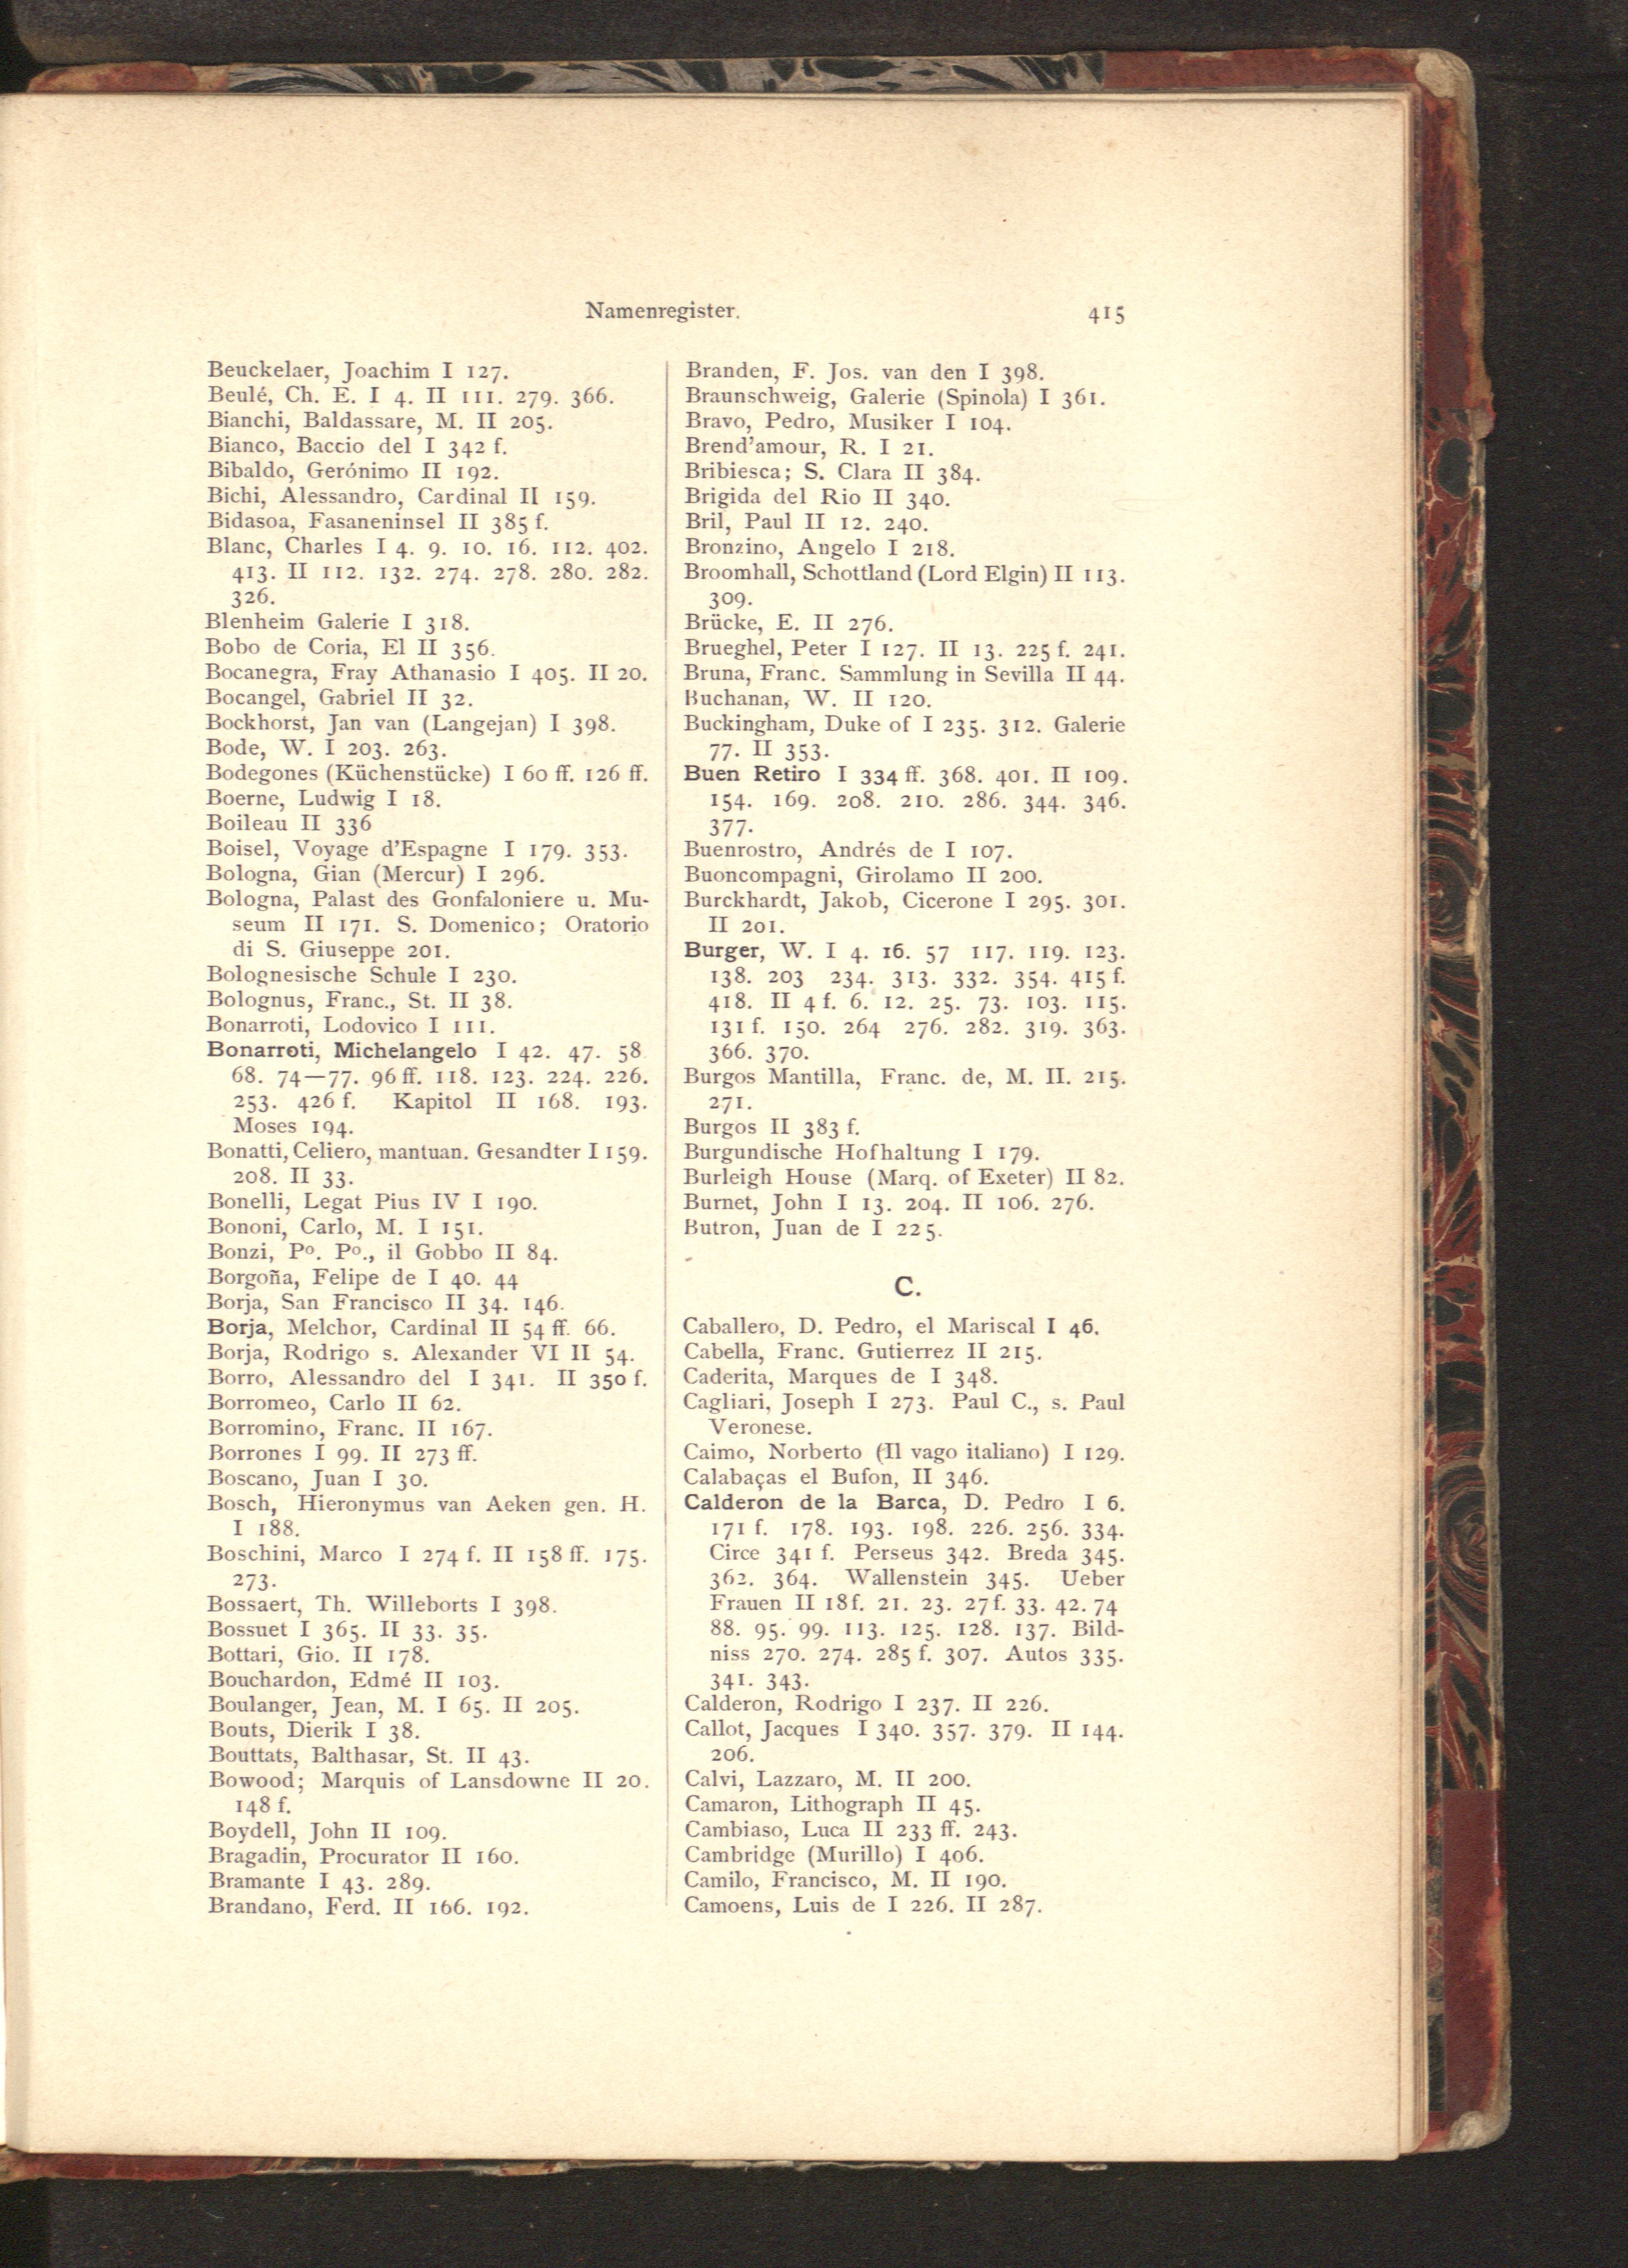 Namenregister.
415
Beuckelaer, Joachim I 127.
Beulé, Ch. E. I 4. II 111. 279. 366.
Bianchi, Baldassare, M. II 205.
Bianco, Baccio del I 342 f.
Bibaldo, Gerónimo II 192.
Bichi, Alessandro, Cardinal II 159.
Bidasoa, Fasaneninsel II 385 f.
Blanc, Charles I 4. 9. 10. 16. 112. 402.
413. II 112. 132. 274. 278. 280. 282.
326.
Blenheim Galerie I 318.
Bobo de Coria, El II 356.
Bocanegra, Fray Athanasio I 405. II 20.
Bocangel, Gabriel II 32.
Bockhorst, Jan van (Langejan) I 398.
Bode, W. I 203. 263.
Bodegones (Küchenstücke) I 60 ff. 126 ff.
Boerne, Ludwig I 18.
Boileau II 336
Boisel, Voyage d'Espagne I 179. 353.
Bologna, Gian (Mercur) I 296.
Bologna, Palast des Gonfaloniere u. Mu-
seum II 171. S. Domenico; Oratorio
di S. Giuseppe 201.
Bolognesische Schule I 230.
Bolognus, Franc., St. II 38.
Bonarroti, Lodovico I 111.
Bonarroti, Michelangelo I 42. 47. 58
68. 74—77. 96 ff. 118. 123. 224. 226.
253. 426 f. Kapitol II 168. 193.
Moses 194.
Bonatti, Celiero, mantuan. Gesandter I 159.
208. II 33.
Bonelli, Legat Pius IV I 190.
Bononi, Carlo, M. I 151.
Bonzi, Po. Po., il Gobbo II 84.
Borgoña, Felipe de I 40. 44
Borja, San Francisco II 34. 146.
Borja, Melchor, Cardinal II 54 ff. 66.
Borja, Rodrigo s. Alexander VI II 54.
Borro, Alessandro del I 341. II 350 f.
Borromeo, Carlo II 62.
Borromino, Franc. II 167.
Borrones I 99. II 273 ff.
Boscano, Juan I 30.
Bosch, Hieronymus van Aeken gen. H.
I 188.
Boschini, Marco I 274 f. II 158 ff. 175.
273.
Bossaert, Th. Willeborts I 398.
Bossuet I 365. II 33. 35.
Bottari, Gio. II 178.
Bouchardon, Edmé II 103.
Boulanger, Jean, M. I 65. II 205.
Bouts, Dierik I 38.
Bouttats, Balthasar, St. II 43.
Bowood; Marquis of Lansdowne II 20.
148 f.
Boydell, John II 109.
Bragadin, Procurator II 160.
Bramante I 43. 289.
Brandano, Ferd. II 166. 192.
Branden, F. Jos. van den I 398.
Braunschweig, Galerie (Spinola) I 361.
Bravo, Pedro, Musiker I 104.
Brend'amour, R. I 21.
Bribiesca; S. Clara II 384.
Brigida del Rio II 340.
Bril, Paul II 12. 240.
Bronzino, Angelo I 218.
Broomhall, Schottland (Lord Elgin) II 113.
309.
Brücke, E. II 276.
Brueghel, Peter I 127. II 13. 225 f. 241.
Bruna, Franc. Sammlung in Sevilla II 44.
Buchanan, W. II 120.
Buckingham, Duke of I 235. 312. Galerie
77. II 353.
Buen Retiro I 334 ff. 368. 401. II 109.
154. 169. 208. 210. 286. 344. 346.
377.
Buenrostro, Andrés de I 107.
Buoncompagni, Girolamo II 200.
Burckhardt, Jakob, Cicerone I 295. 301.
II 201.
Burger, W. I 4. 16. 57 117. 119. 123.
138. 203 234. 313. 332. 354. 415 f.
418. II 4 f. 6. 12. 25. 73. 103. 115.
131 f. 150. 264 276. 282. 319. 363.
366. 370.
Burgos Mantilla, Franc. de, M. II. 215.
271.
Burgos II 383 f.
Burgundische Hofhaltung I 179.
Burleigh House (Marq. of Exeter) II 82.
Burnet, John I 13. 204. II 106. 276.
Butron, Juan de I 225.
C.
Caballero, D. Pedro, el Mariscal I 46.
Cabella, Franc. Gutierrez II 215.
Caderita, Marques de I 348.
Cagliari, Joseph I 273. Paul C., s. Paul
Veronese.
Caimo, Norberto (Il vago italiano) I 129.
Calabaças el Bufon, II 346.
Calderon de la Barca, D. Pedro I 6.
171 f. 178. 193. 198. 226. 256. 334.
Circe 341 f. Perseus 342. Breda 345.
362. 364. Wallenstein 345. Ueber
Frauen II 18 f. 21. 23. 27 f. 33. 42. 74
88. 95. 99. 113. 125. 128. 137. Bild-
niss 270. 274. 285 f. 307. Autos 335.
341. 343.
Calderon, Rodrigo I 237. II 226.
Callot, Jacques I 340. 357. 379. II 144.
206.
Calvi, Lazzaro, M. II 200.
Camaron, Lithograph II 45.
Cambiaso, Luca II 233 ff. 243.
Cambridge (Murillo) I 406.
Camilo, Francisco, M. II 190.
Camoens, Luis de I 226. II 287.